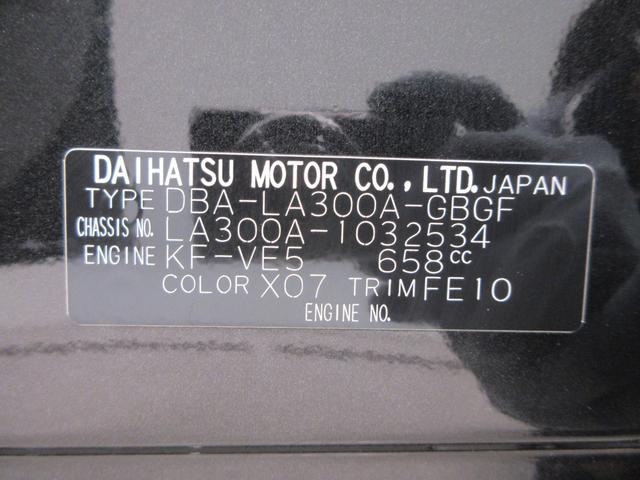 DAIHATSU MOTOR CO., LTD. JAPAN
TYPE DBA-LA300A-GBGF
CHASSIS NO. LA300A-1032534
ENGINE KF-VE5 658cc
COLOR X07 TRIM FE10
ENGINE NO.